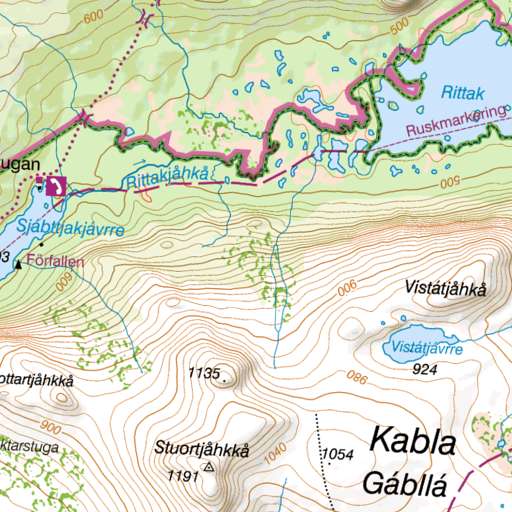 600
500
Rittak
Ruskmarkering
ugan
Rittakjåhkå
500
Sjábttjakjávrre
93
Förfallen
600
900
Vistátjåhkå
Vistátjávrre
924
1135
980
ottartjåhkkå
900
Kabla
Gábllá
ktarstuga
Stuortjåhkkå
1191
1040
1054